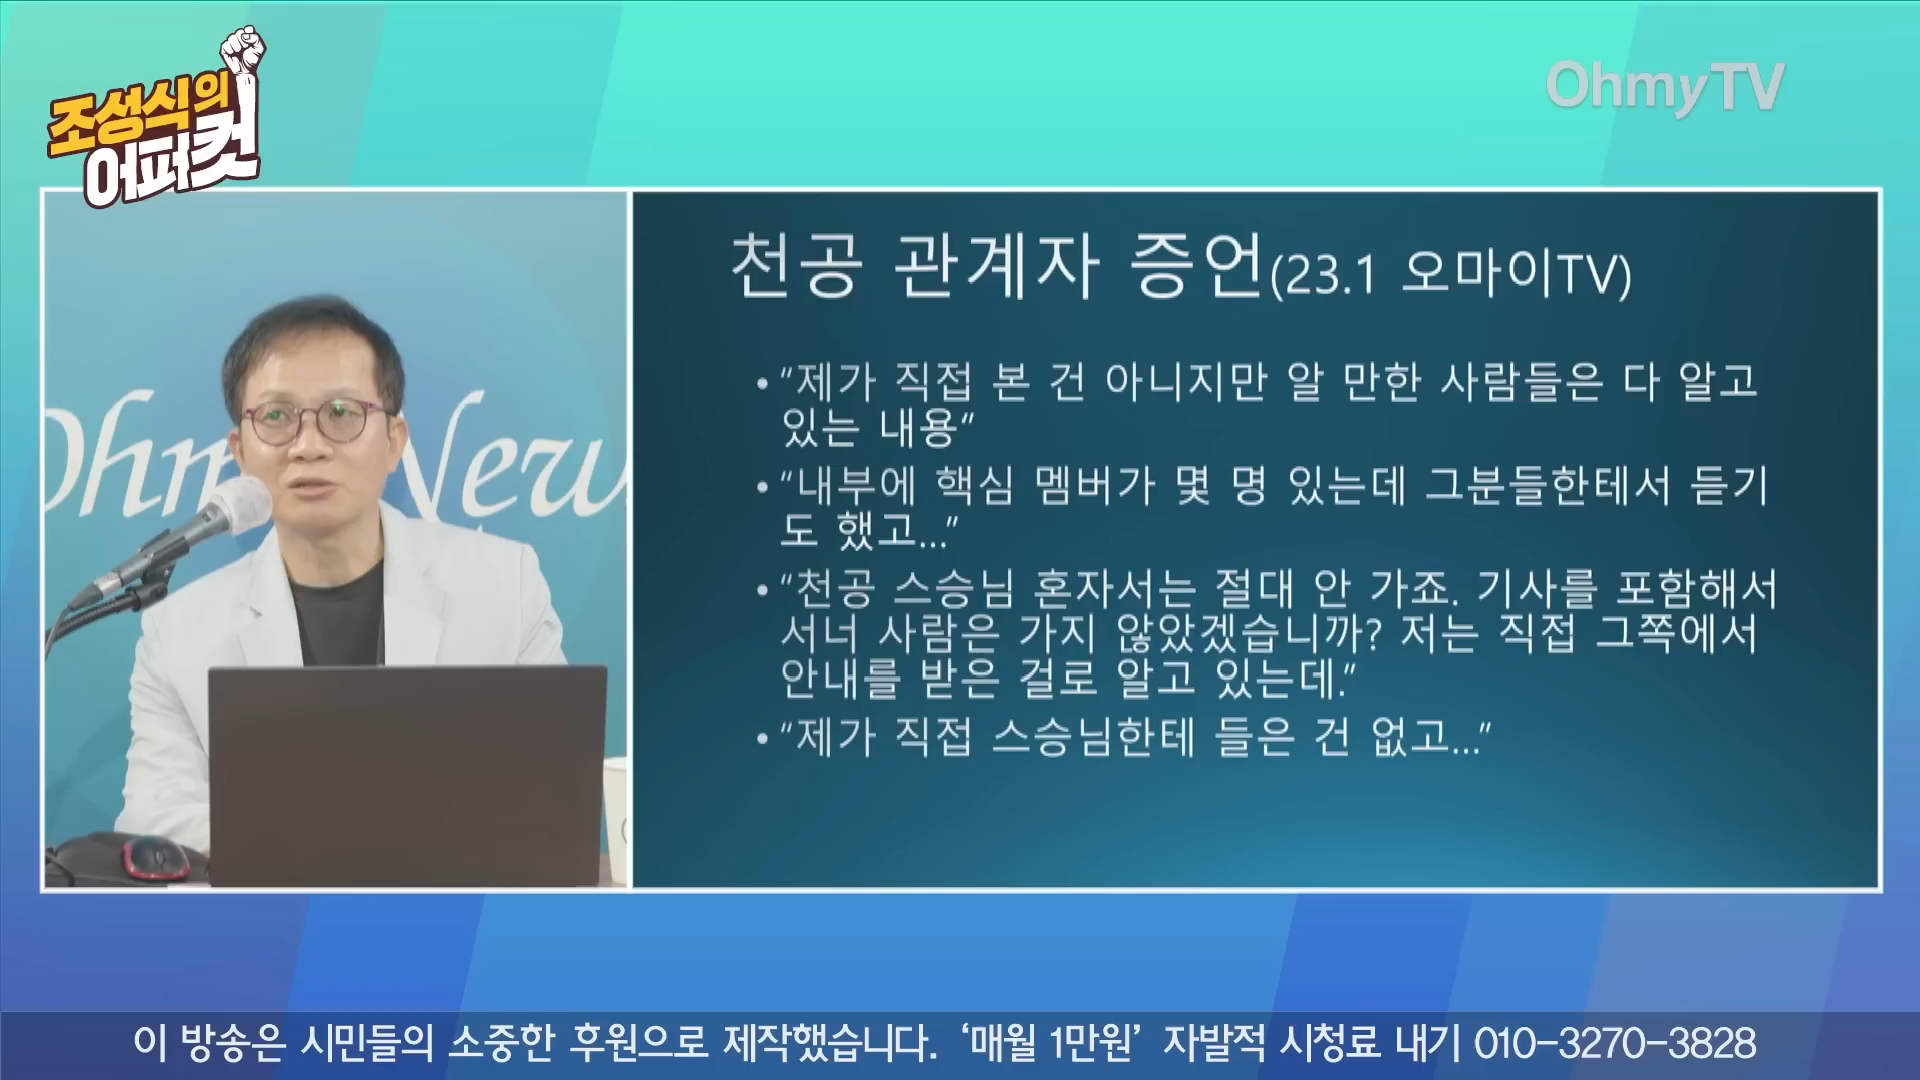 조성식의
어퍼컷
OhmyTV
천공 관계자 증언(23.1 오마이TV)
•“제가 직접 본 건 아니지만 알 만한 사람들은 다 알고
있는 내용”
•“내부에 핵심 멤버가 몇 명 있는데 그분들한테서 듣기
도 했고...”
•“천공 스승님 혼자서는 절대 안 가죠. 기사를 포함해서
서너 사람은 가지 않았겠습니까? 저는 직접 그쪽에서
안내를 받은 걸로 알고 있는데.”
•“제가 직접 스승님한테 들은 건 없고...”
이 방송은 시민들의 소중한 후원으로 제작했습니다. ‘매월 1만원’ 자발적 시청료 내기 010-3270-3828